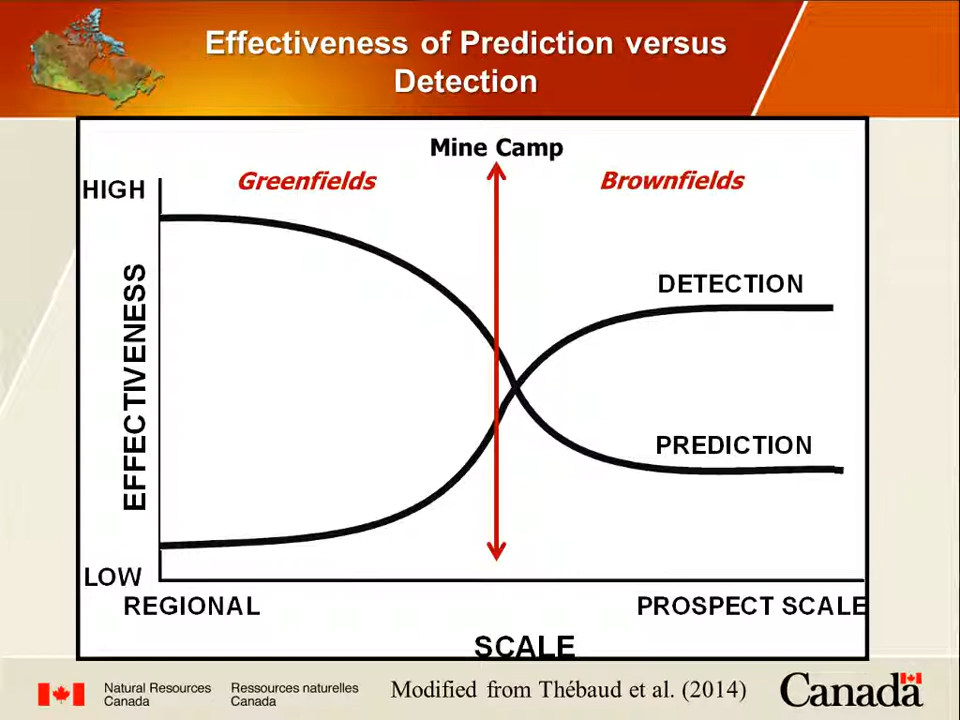 Effectiveness of Prediction versus
Detection
Mine Camp
Greenfields
Brownfields
HIGH
EFFECTIVENESS
DETECTION
PREDICTION
LOW
REGIONAL
PROSPECT SCALE
SCALE
Natural Resources
Canada
Ressources naturelles
Canada
Modified from Thébaud et al. (2014)
Canada